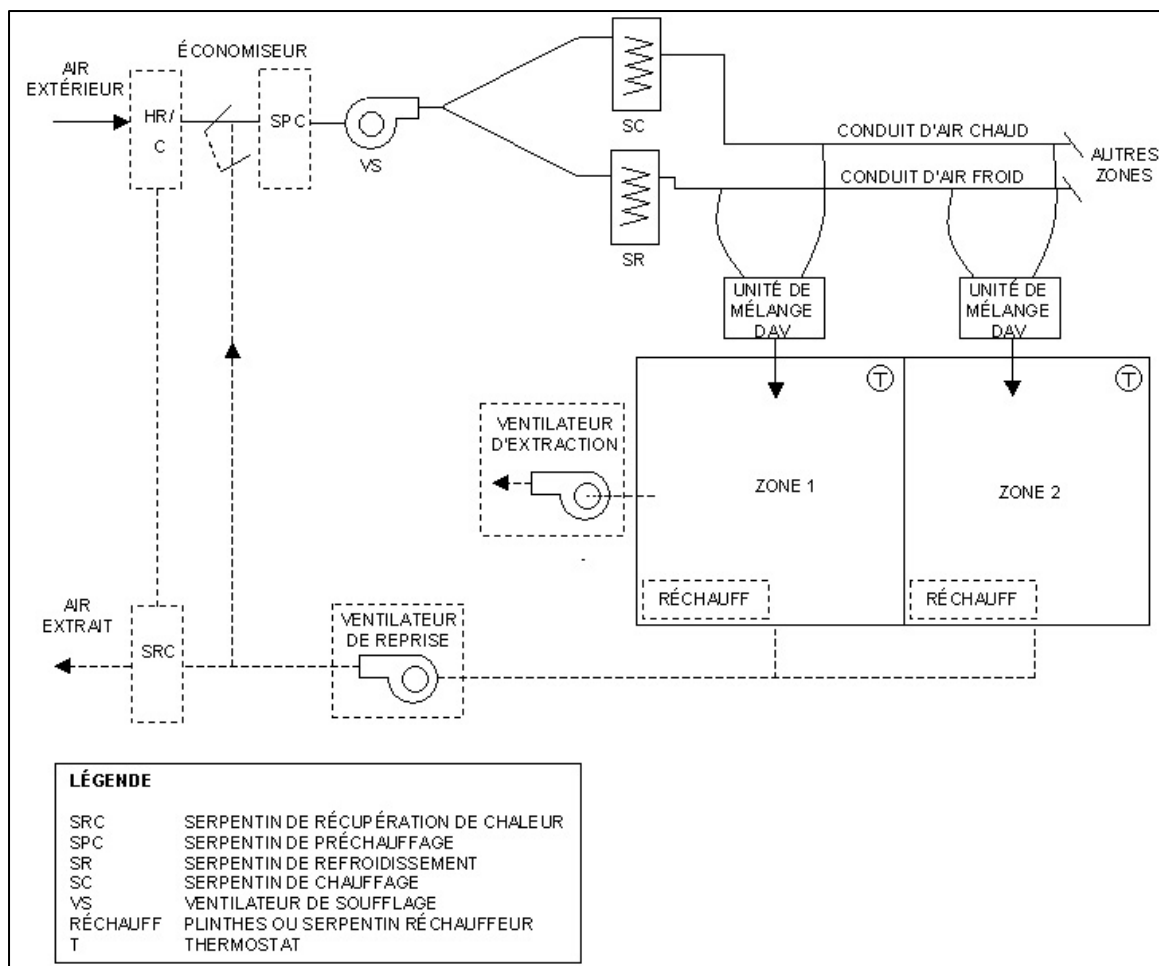 ÉCONOMISEUR
AIR
EXTÉRIEUR
HR/
C
SPC
VS
SC
SR
CONDUIT D'AIR CHAUD
CONDUIT D'AIR FROID
AUTRES
ZONES
UNITÉ DE
MÉLANGE
DAV
UNITÉ DE
MÉLANGE
DAV
T
T
VENTILATEUR
D'EXTRACTION
ZONE 1
ZONE 2
RÉCHAUFF
RÉCHAUFF
AIR
EXTRAIT
SRC
VENTILATEUR
DE REPRISE
LÉGENDE
SRC SERPENTIN DE RÉCUPÉRATION DE CHALEUR
SPC SERPENTIN DE PRÉCHAUFFAGE
SR SERPENTIN DE REFROIDISSEMENT
SC SERPENTIN DE CHAUFFAGE
VS VENTILATEUR DE SOUFFLAGE
RÉCHAUFF PLINTHES OU SERPENTIN RÉCHAUFFEUR
T THERMOSTAT